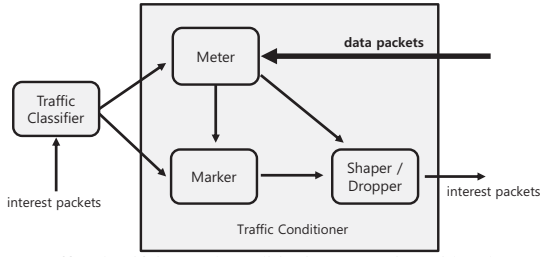 data packets
Meter
Traffic
Classifier
Marker
Shaper /
Dropper
interest packets
interest packets
Traffic Conditioner